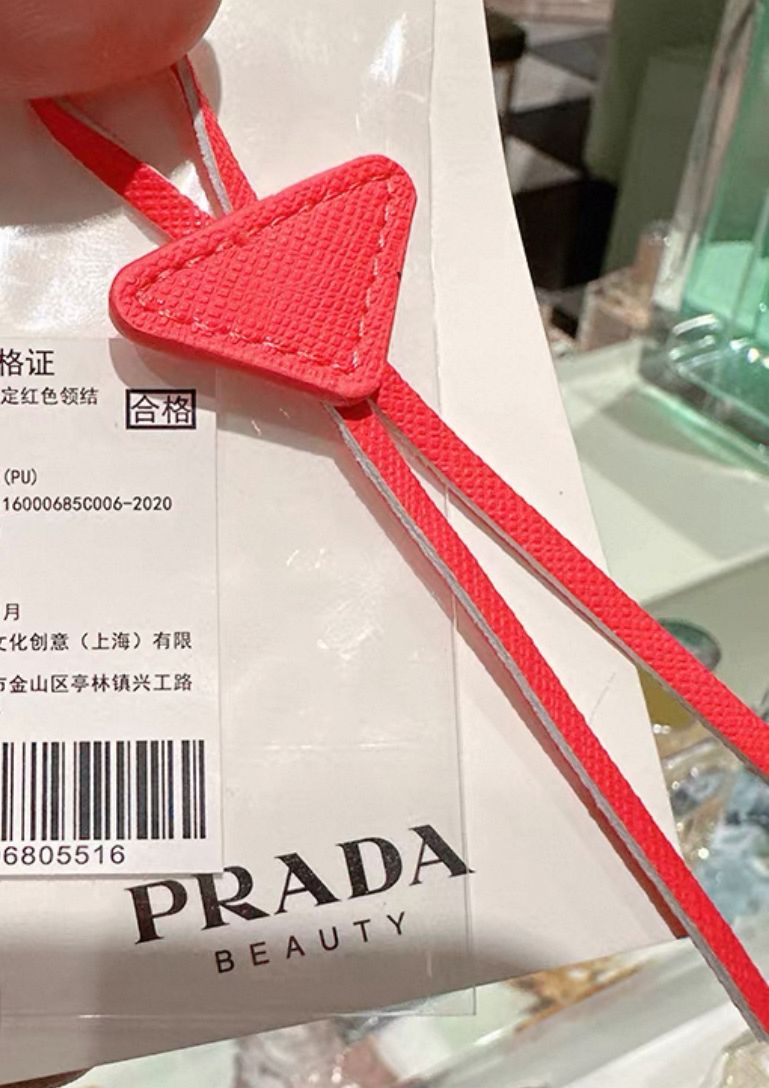 格证
定红色领结
合格
(PU)
16000685C006-2020
月
文化创意（上海）有限
市金山区亭林镇兴工路
6805516
PRADA
BEAUTY